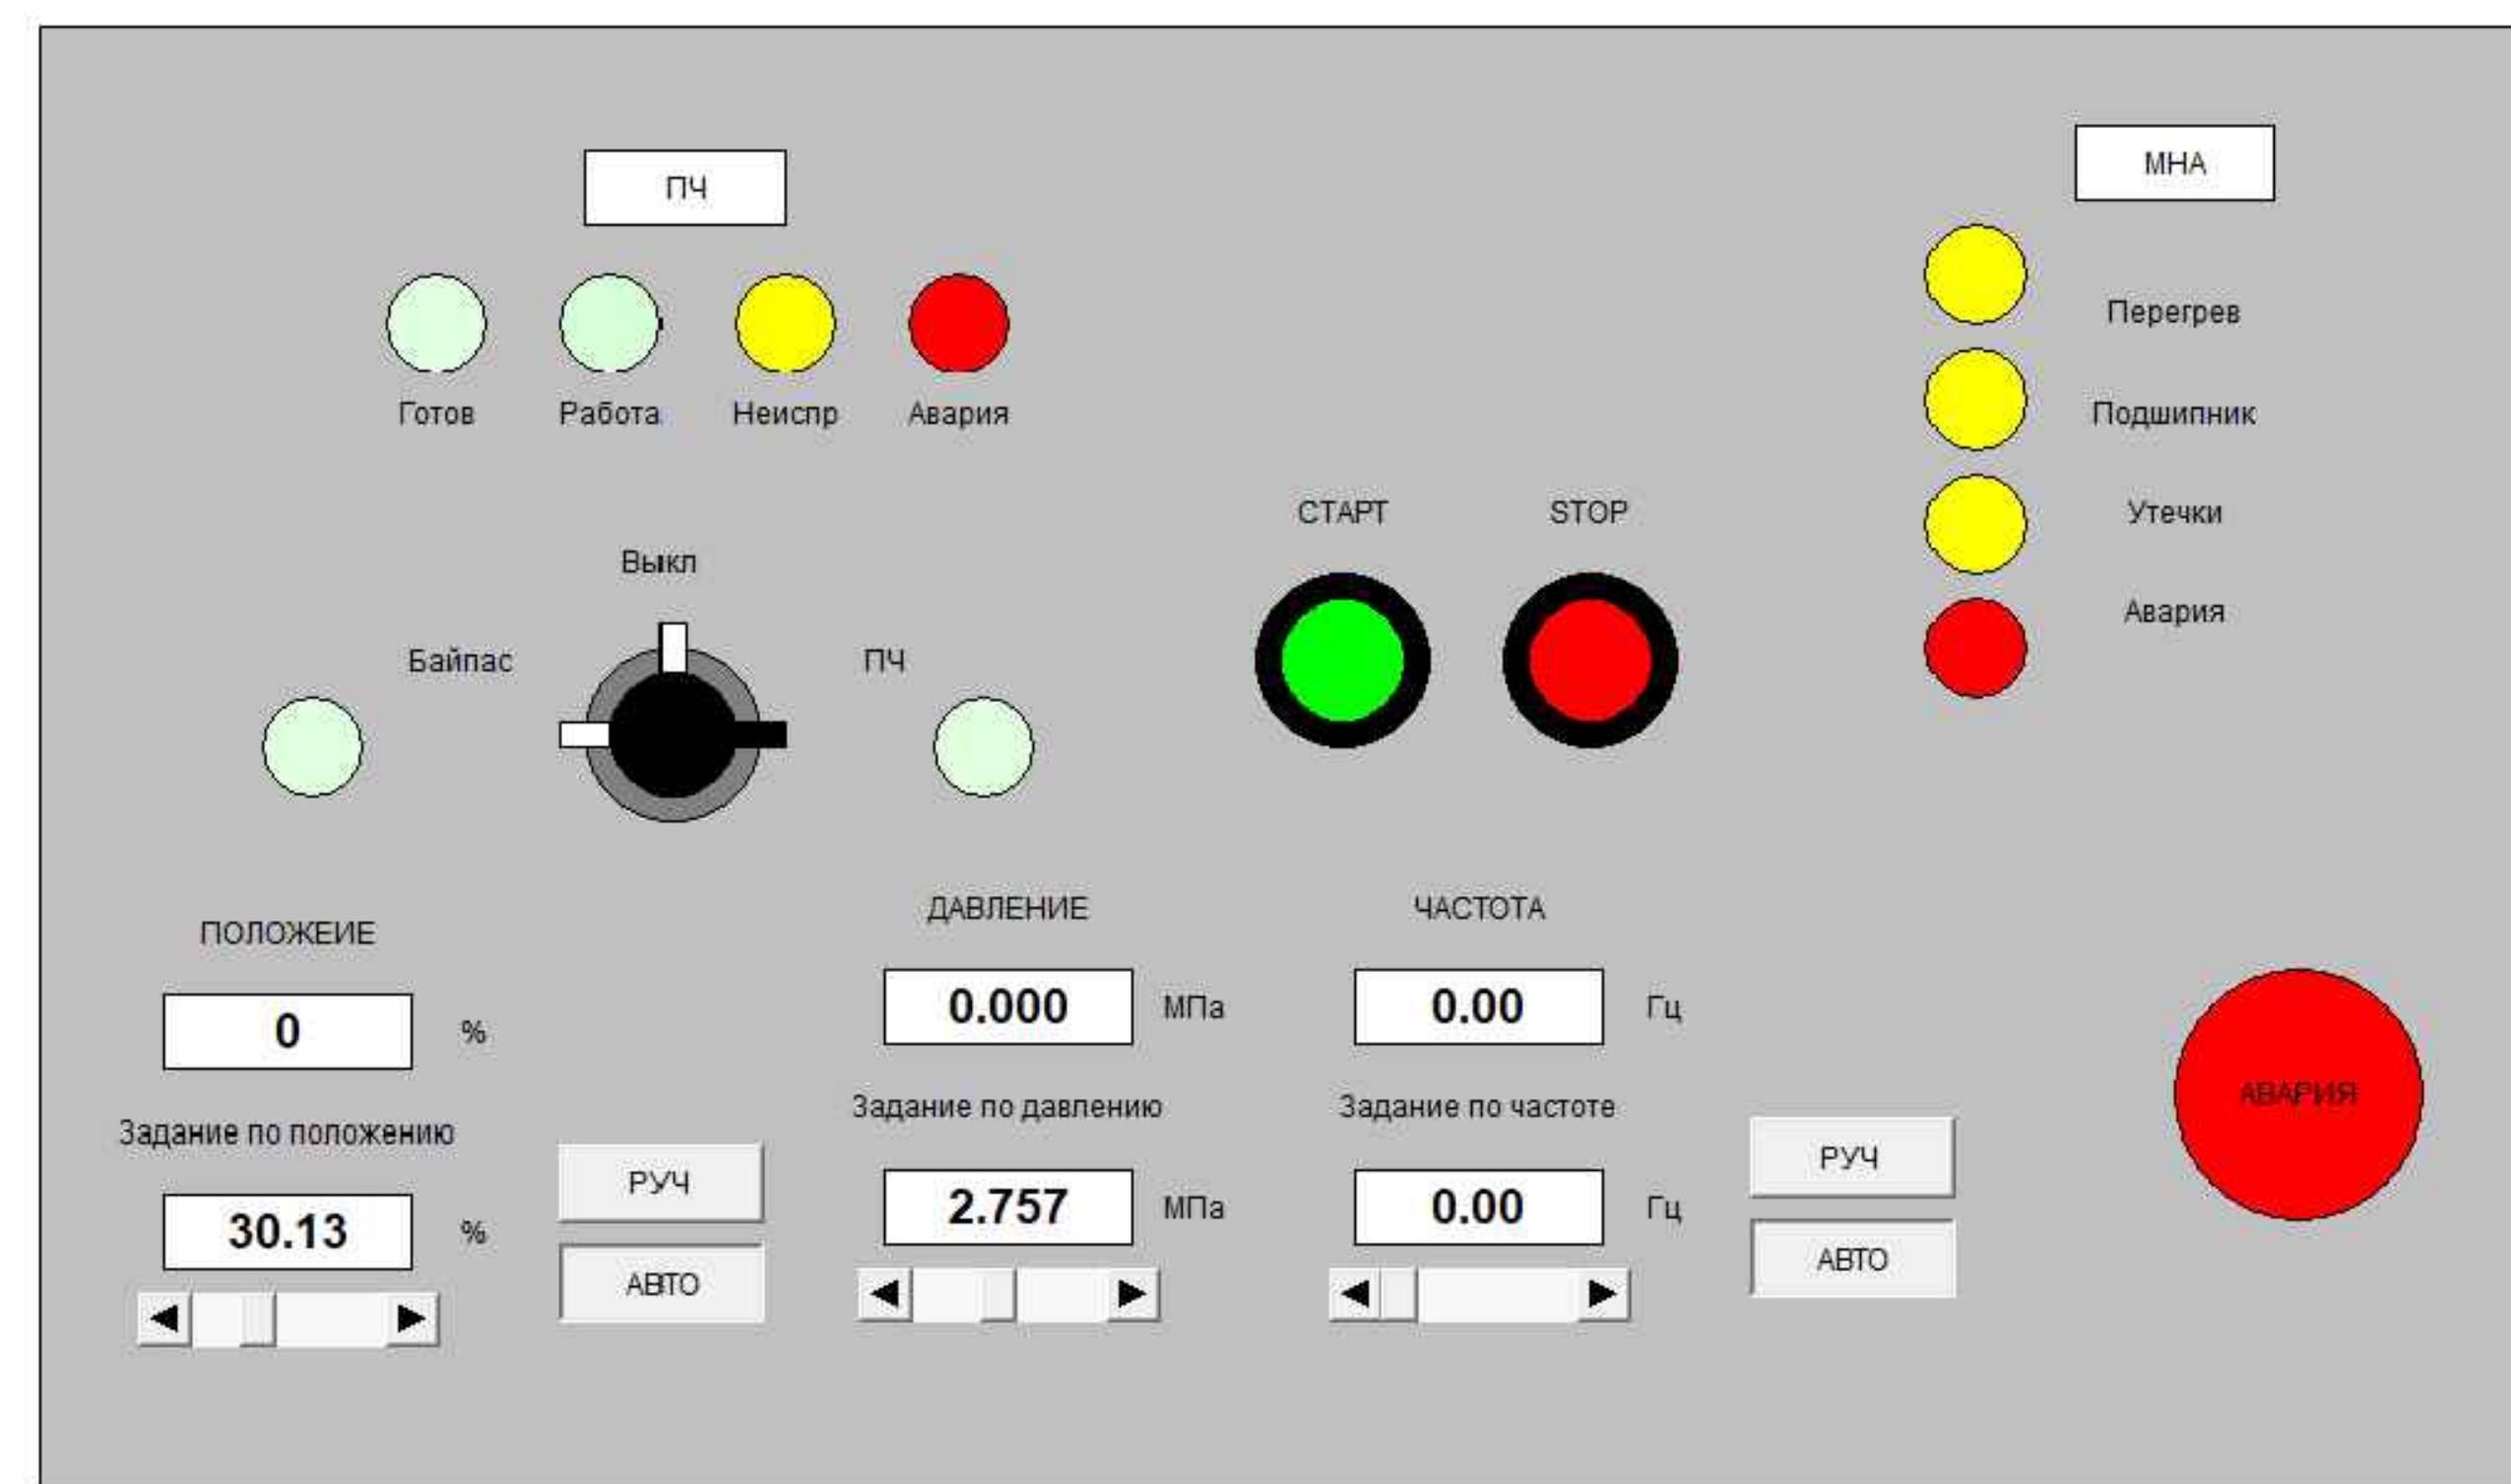 МНА
ПЧ
Готов
Работа
Неиспр
Авария
Перегрев
Подшипник
Утечки
Авария
СТАРТ
STOP
Выкл
Байпас
ПЧ
ПОЛОЖЕИЕ
0 %
Задание по положению
30.13 %
РУЧ
АВТО
ДАВЛЕНИЕ
0.000 МПа
Задание по давлению
2.757 МПа
ЧАСТОТА
0.00 Гц
Задание по частоте
0.00 Гц
РУЧ
АВТО
АВАРИЯ